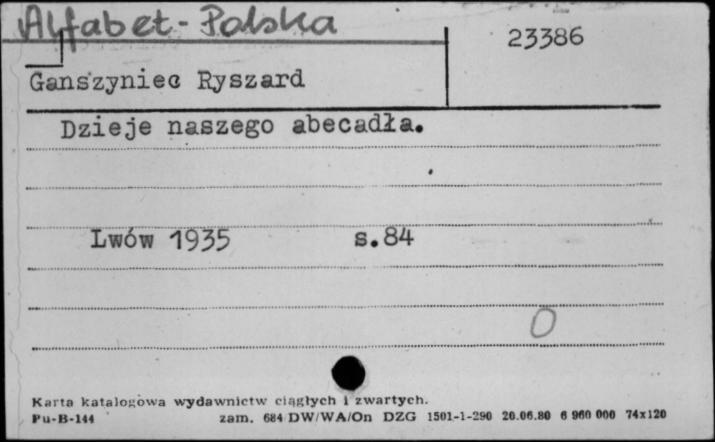 Alfabet - Polska
23386
Ganszyniec Ryszard
Dzieje naszego abecadła.
Lwów 1935 s.84
0
Karta katalogowa wydawnictw ciągłych i zwartych.
Pu-B-144 zam. 684 DW/WA/On DZG 1501-1-290 20.06.80 6 960 000 74x120